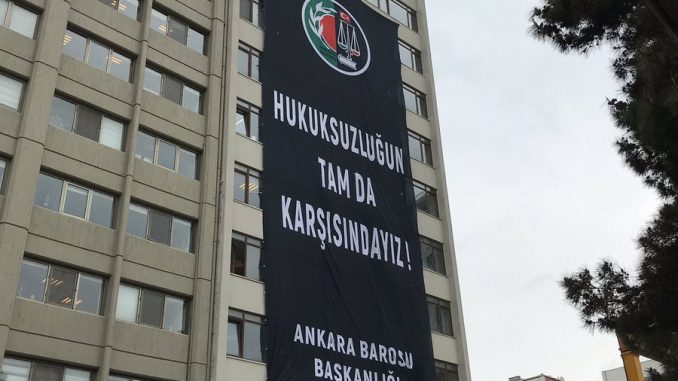 HUKUKSUZLUĞUN
TAM DA
KARŞISINDAYIZ!
ANKARA BAROSU
BAŞKANLIĞI